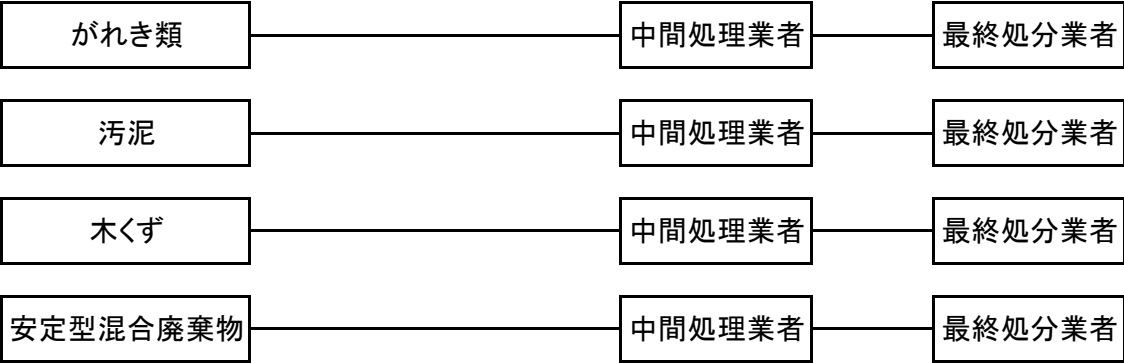 がれき類 中間処理業者 最終処分業者
汚泥 中間処理業者 最終処分業者
木くず 中間処理業者 最終処分業者
安定型混合廃棄物 中間処理業者 最終処分業者